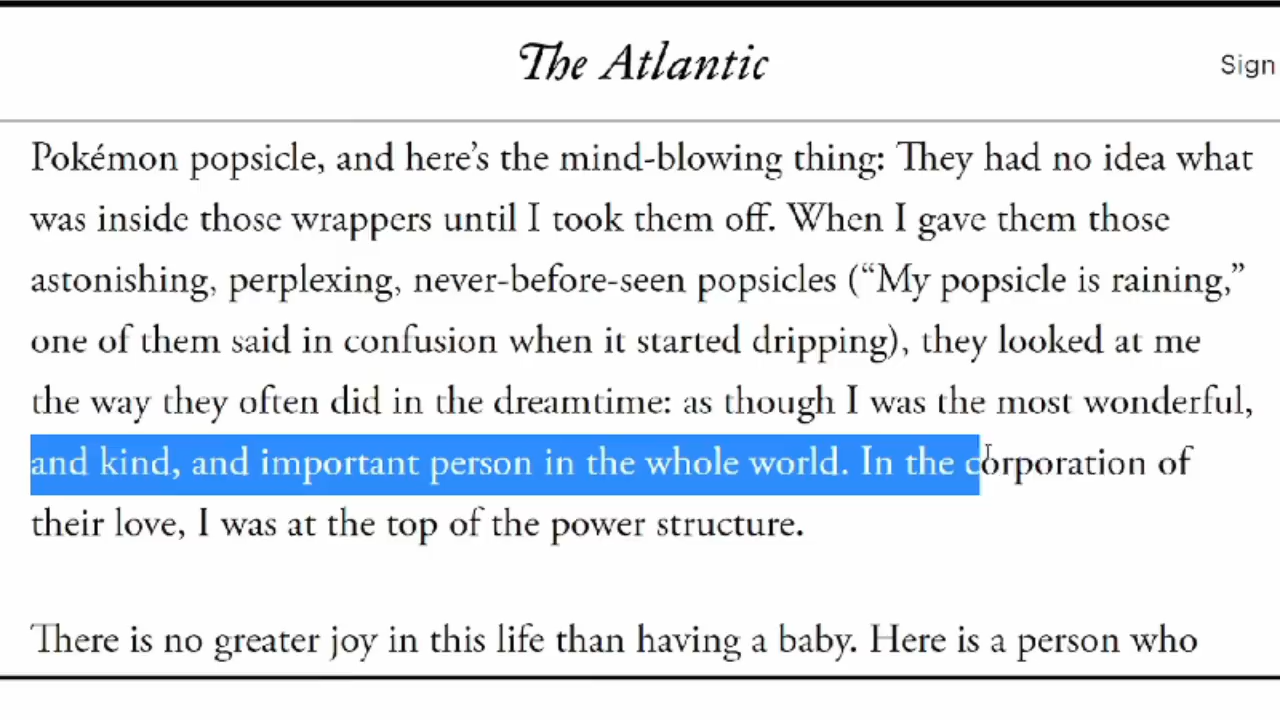 The Atlantic
Sign
Pokémon popsicle, and here’s the mind-blowing thing: They had no idea what
was inside those wrappers until I took them off. When I gave them those
astonishing, perplexing, never-before-seen popsicles (“My popsicle is raining,”
one of them said in confusion when it started dripping), they looked at me
the way they often did in the dreamtime: as though I was the most wonderful,
and kind, and important person in the whole world. In the corporation of
their love, I was at the top of the power structure.
There is no greater joy in this life than having a baby. Here is a person who